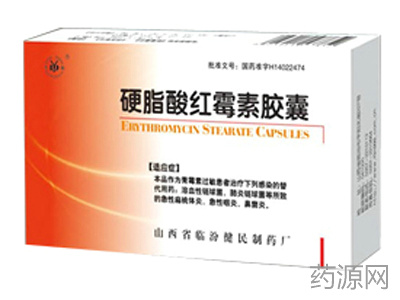 批准文号：国药准字H14022474
硬脂酸红霉素胶囊
ERYTHROMYCIN STEARATE CAPSULES
【适应症】
本品作为青霉素过敏患者治疗下列感染的替
代用药：溶血性链球菌、肺炎链球菌等所致
的急性扁桃体炎、急性咽炎、鼻窦炎。
山西省临汾健民制药厂
药源网